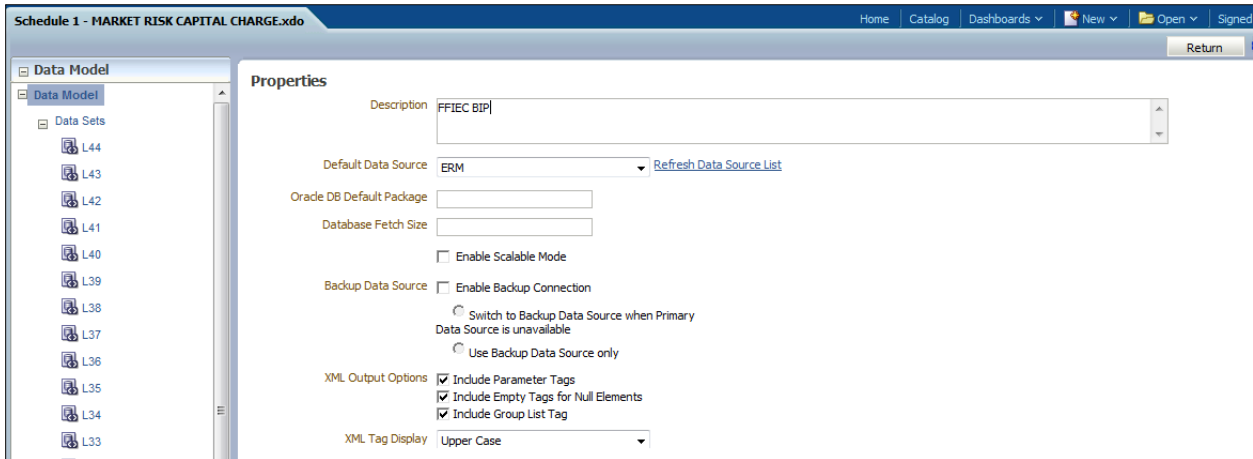 Schedule 1 - MARKET RISK CAPITAL CHARGE.xdo
Home Catalog Dashboards New Open Signed
Return
Data Model
Data Model
Data Sets
L44
L43
L42
L41
L40
L39
L38
L37
L36
L35
L34
L33
Properties
Description FFIEC BIP
Default Data Source ERM Refresh Data Source List
Oracle DB Default Package
Database Fetch Size
Enable Scalable Mode
Backup Data Source Enable Backup Connection
Switch to Backup Data Source when Primary
Data Source is unavailable
Use Backup Data Source only
XML Output Options Include Parameter Tags
Include Empty Tags for Null Elements
Include Group List Tag
XML Tag Display Upper Case